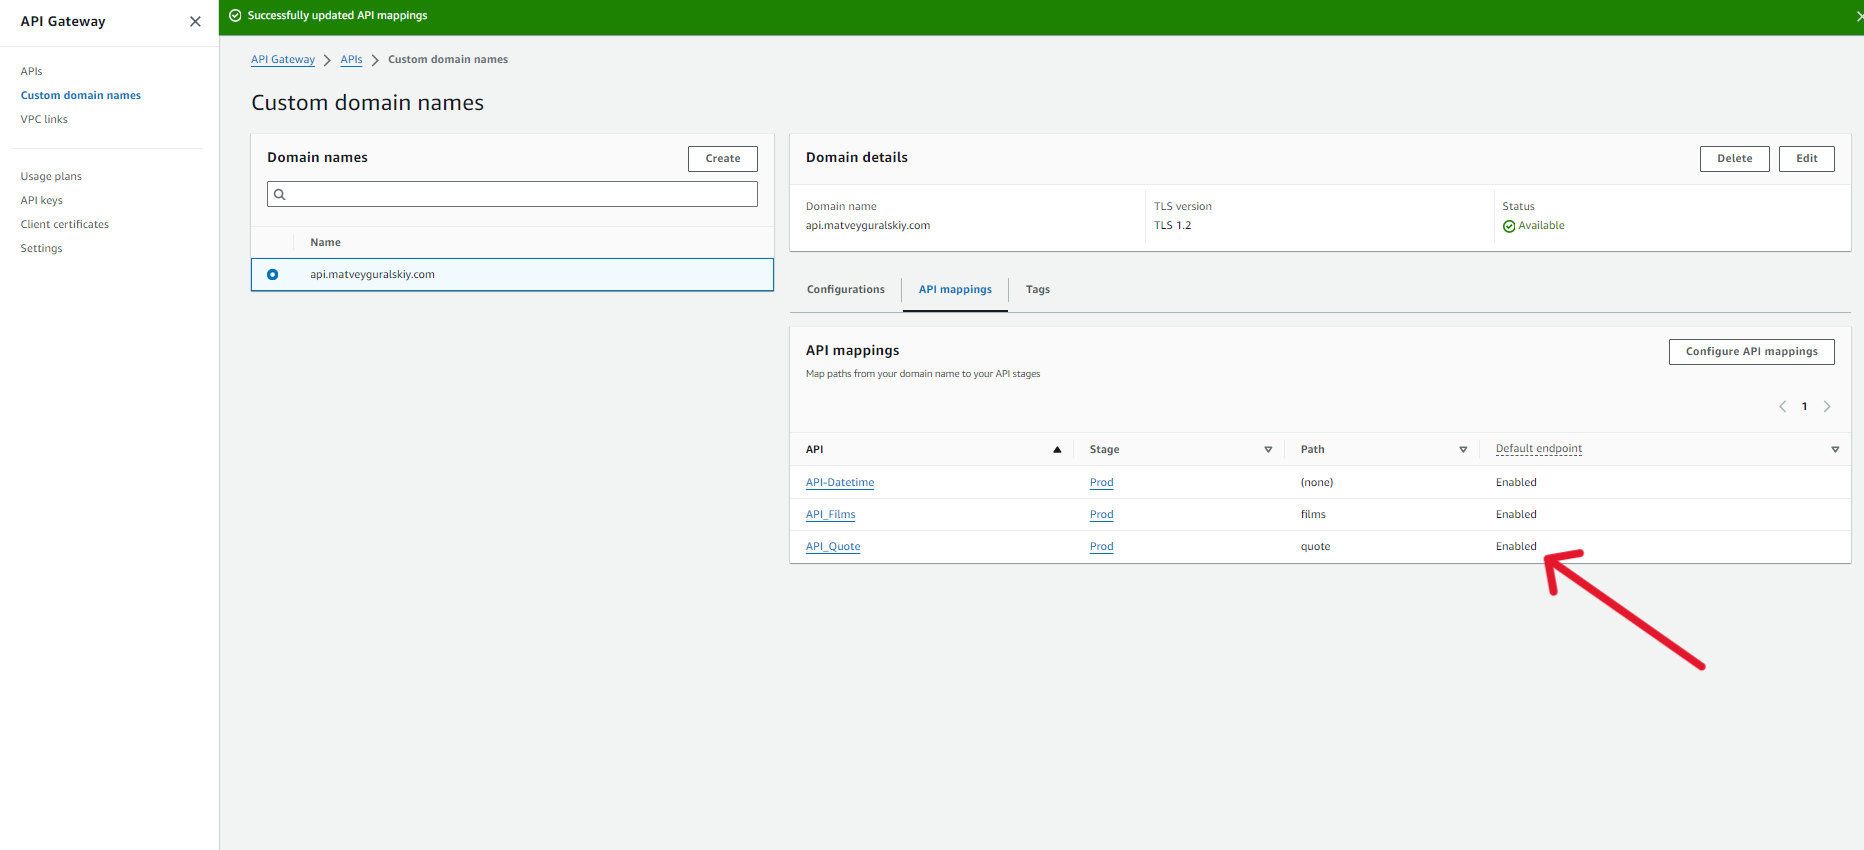 API Gateway
APIs
Custom domain names
VPC links
Usage plans
API keys
Client certificates
Settings
Successfully updated API mappings
API Gateway > APIs > Custom domain names
Custom domain names
Domain names
Create
Name
api.matveyguralskiy.com
Domain details
Delete Edit
Domain name TLS version Status
api.matveyguralskiy.com TLS 1.2 Available
Configurations API mappings Tags
API mappings
Configure API mappings
Map paths from your domain name to your API stages
1
API Stage Path Default endpoint
API-Datetime Prod (none) Enabled
API_Films Prod films Enabled
API_Quote Prod quote Enabled